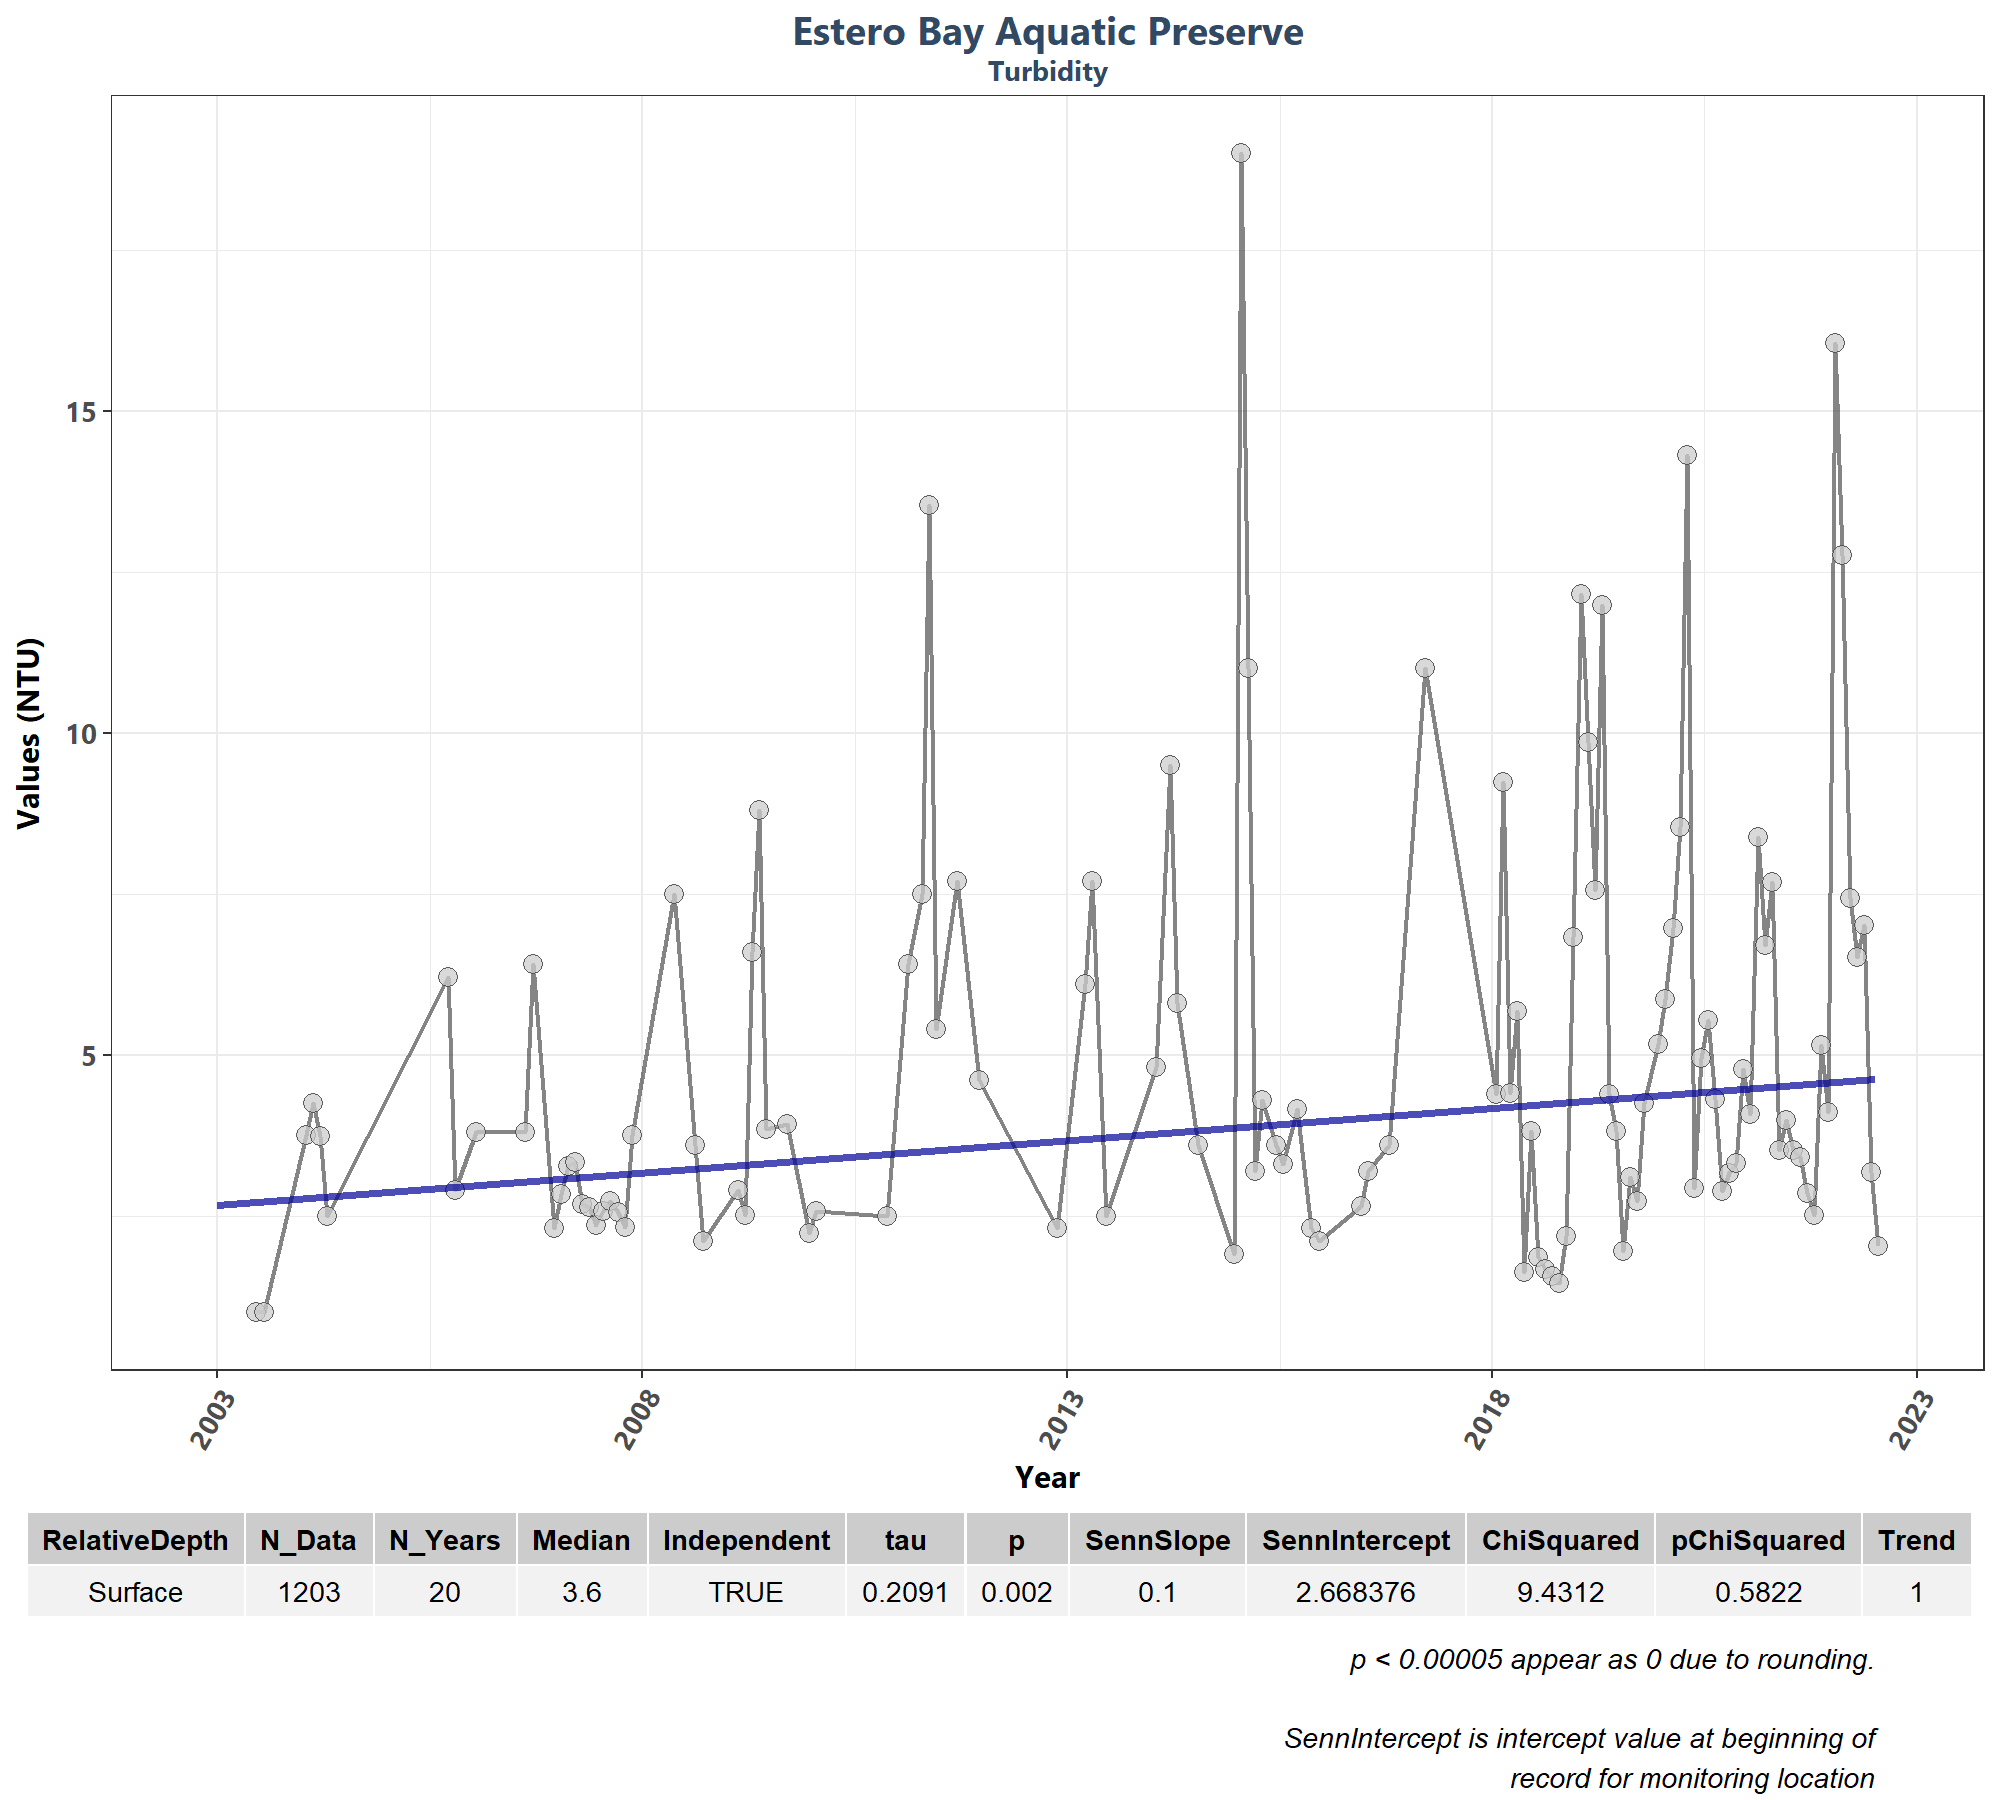 Estero Bay Aquatic Preserve
Turbidity
Values (NTU)
15
10
5
2003 2008 2013 2018 2023
Year
RelativeDepth N_Data N_Years Median Independent tau p SennSlope SennIntercept ChiSquared pChiSquared Trend
Surface 1203 20 3.6 TRUE 0.2091 0.002 0.1 2.668376 9.4312 0.5822 1
p < 0.00005 appear as 0 due to rounding.
SennIntercept is intercept value at beginning of
record for monitoring location